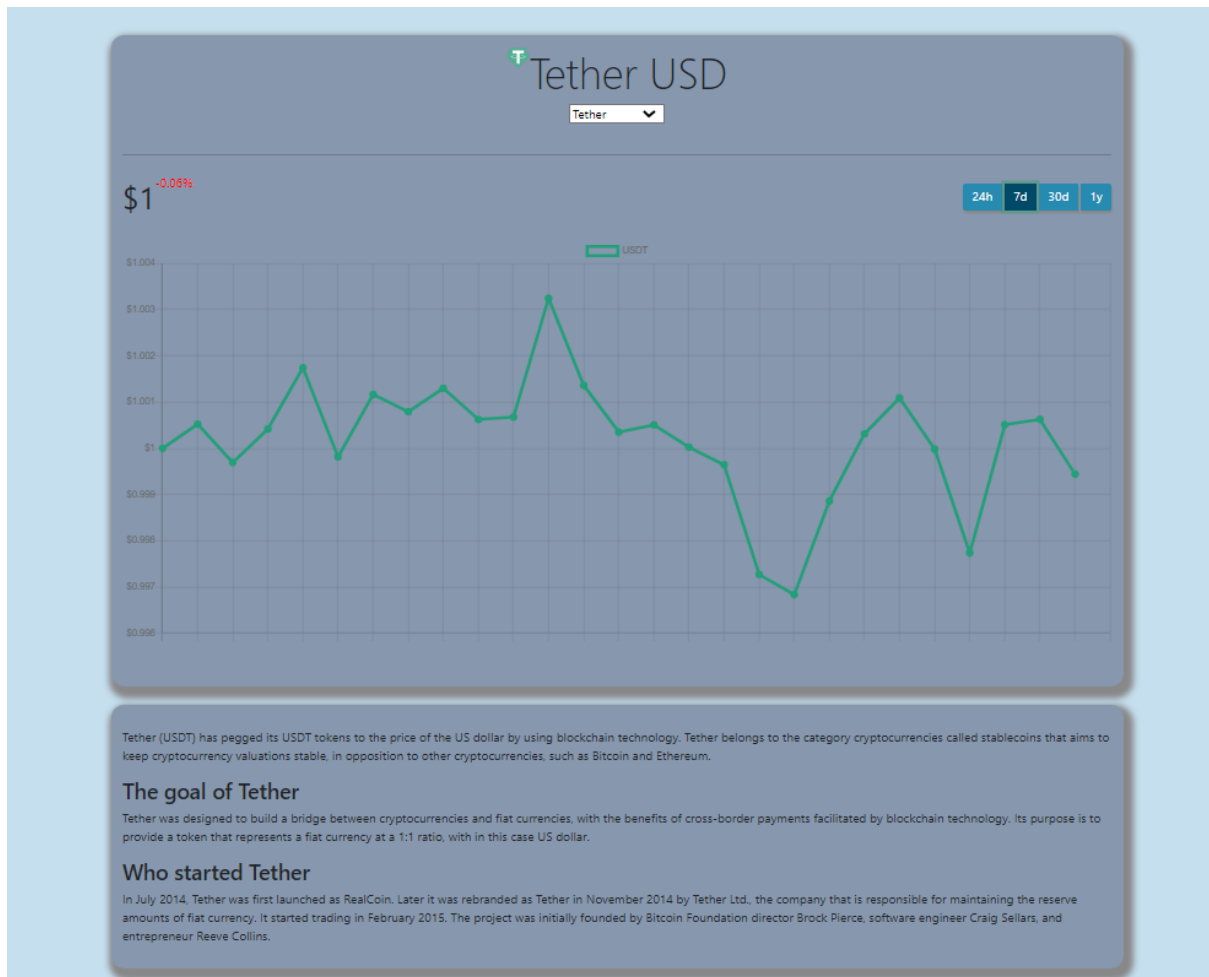 Tether USD
Tether
$1 -0.06%
24h 7d 30d 1y
USDT
$1.004
$1.003
$1.002
$1.001
$1
$0.999
$0.998
$0.997
$0.996
Tether (USDT) has pegged its USDT tokens to the price of the US dollar by using blockchain technology. Tether belongs to the category cryptocurrencies called stablecoins that aims to
keep cryptocurrency valuations stable, in opposition to other cryptocurrencies, such as Bitcoin and Ethereum.
The goal of Tether
Tether was designed to build a bridge between cryptocurrencies and fiat currencies, with the benefits of cross-border payments facilitated by blockchain technology. Its purpose is to
provide a token that represents a fiat currency at a 1:1 ratio, with in this case US dollar.
Who started Tether
In July 2014, Tether was first launched as RealCoin. Later it was rebranded as Tether in November 2014 by Tether Ltd., the company that is responsible for maintaining the reserve
amounts of fiat currency. It started trading in February 2015. The project was initially founded by Bitcoin Foundation director Brock Pierce, software engineer Craig Sellars, and
entrepreneur Reeve Collins.